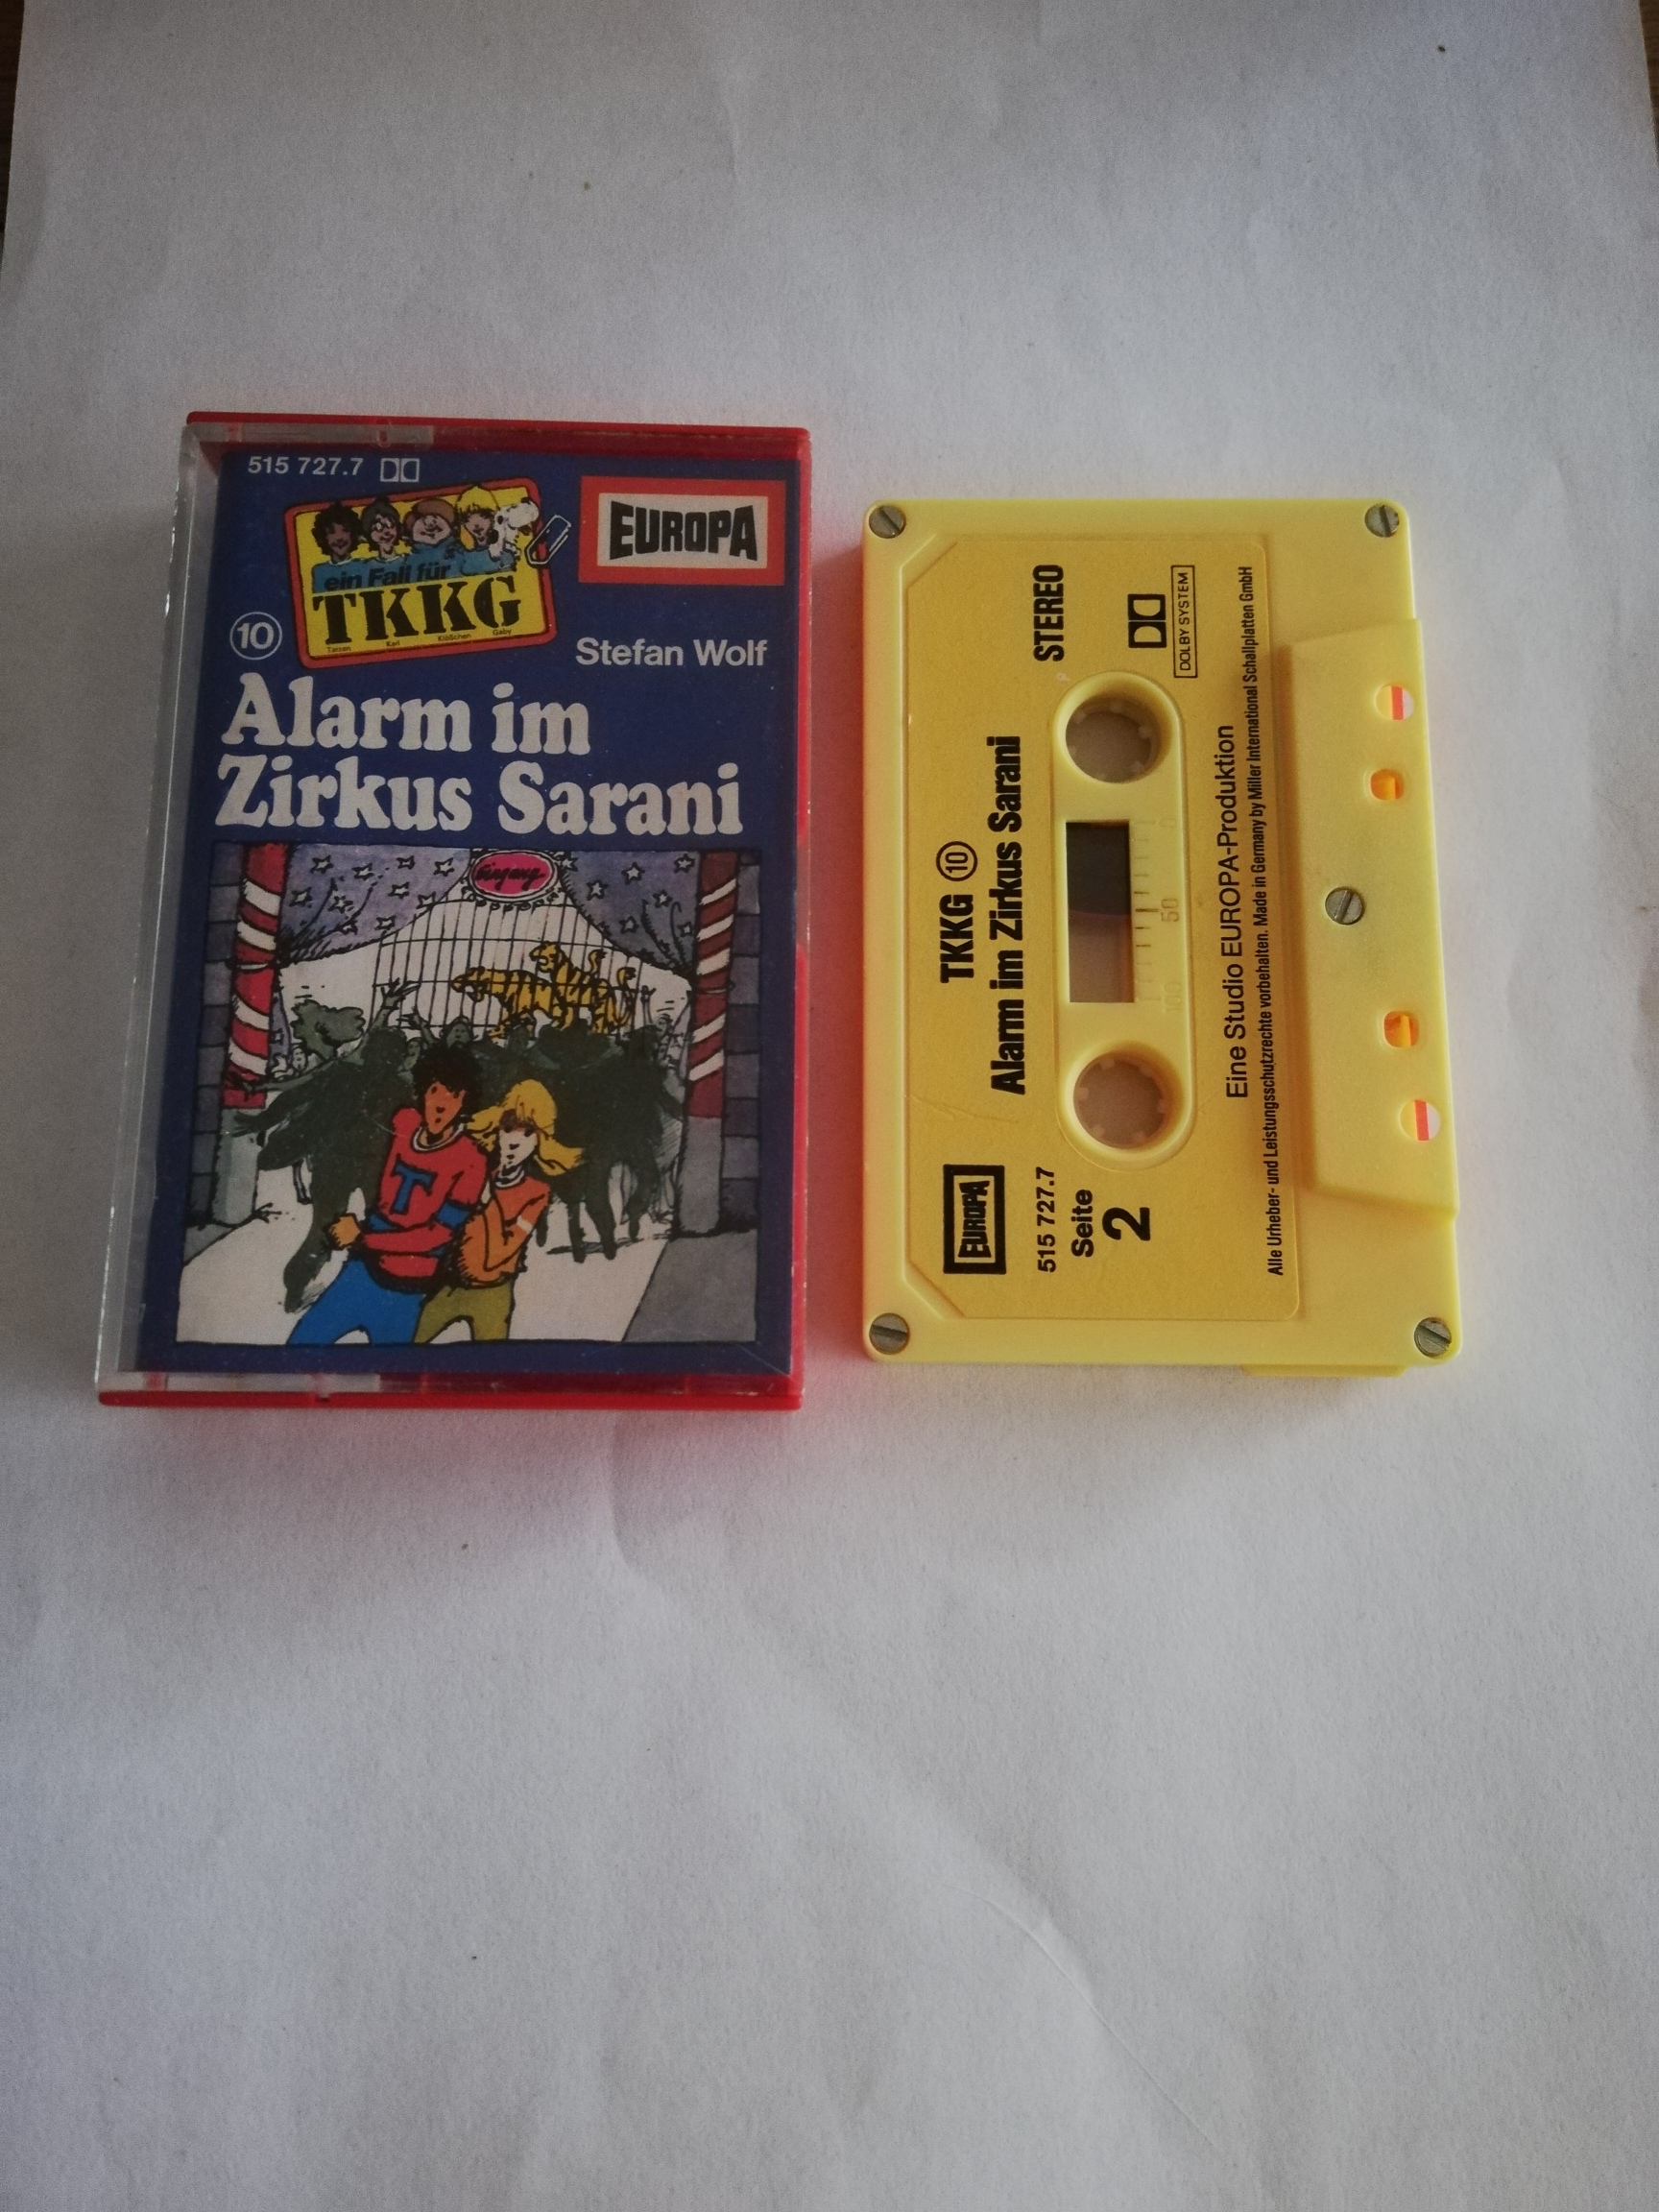 515 727.7
EUROPA
ein Fall für
TKKG
Tarzan Karl Klößchen Gaby
10
Stefan Wolf
Alarm im
Zirkus Sarani
Eingang
T
TKKG 10
Alarm im Zirkus Sarani
STEREO
DOLBY SYSTEM
EUROPA
515 727.7
Seite
2
100 50 0
Eine Studio EUROPA-Produktion
Alle Urheber- und Leistungsschutzrechte vorbehalten. Made in Germany by Miller International Schallplatten GmbH